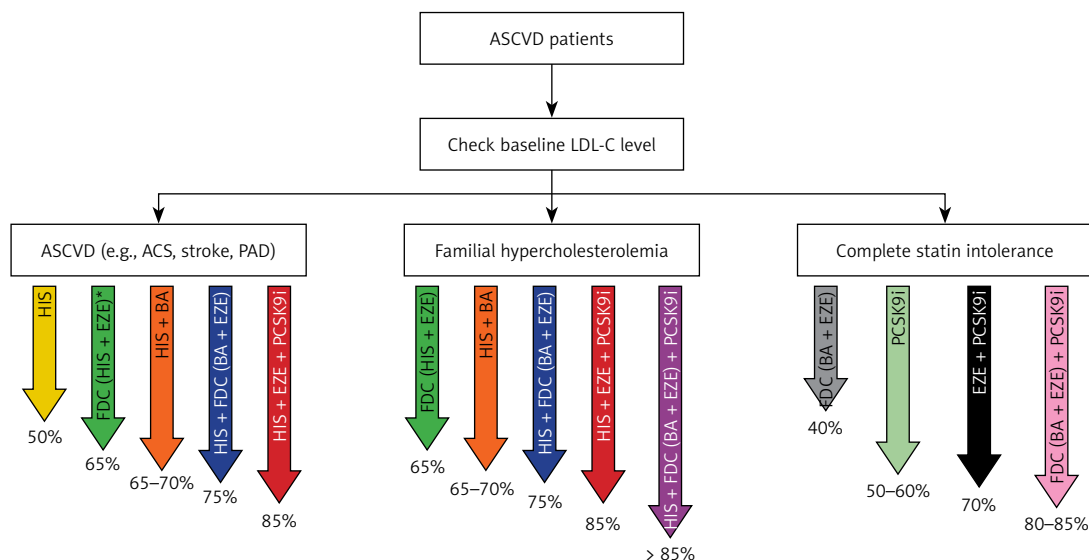 ASCVD patients
Check baseline LDL-C level
ASCVD (e.g., ACS, stroke, PAD)
HIS
50%
FDC (HIS + EZE)*
65%
HIS + BA
65–70%
HIS + FDC (BA + EZE)
75%
HIS + EZE + PCSK9i
85%
Familial hypercholesterolemia
FDC (HIS + EZE)
65%
HIS + BA
65–70%
HIS + FDC (BA + EZE)
75%
HIS + EZE + PCSK9i
85%
HIS + FDC (BA + EZE) + PCSK9i
> 85%
Complete statin intolerance
FDC (BA + EZE)
40%
PCSK9i
50–60%
EZE + PCSK9i
70%
FDC (BA + EZE) + PCSK9i
80–85%